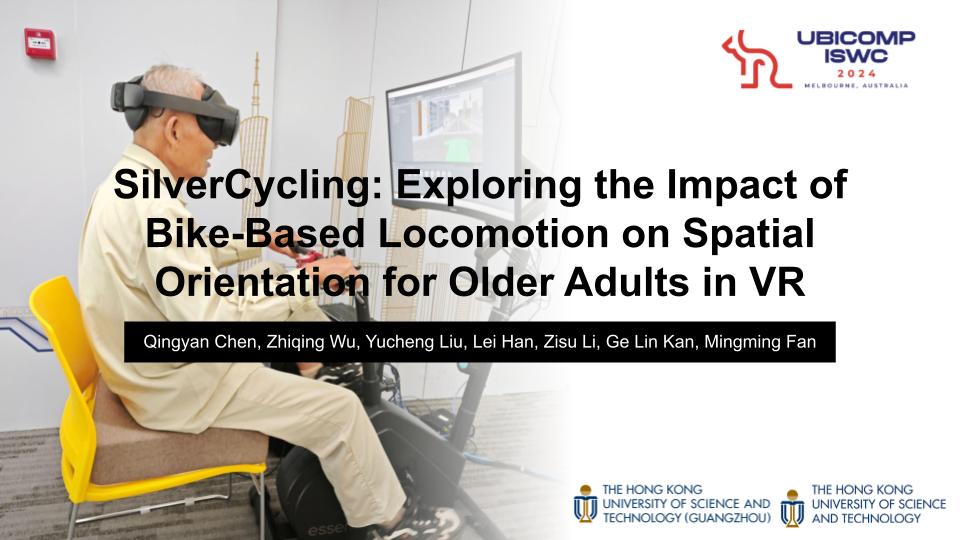 UBICOMP
ISWC
2024
MELBOURNE, AUSTRALIA
SilverCycling: Exploring the Impact of
Bike-Based Locomotion on Spatial
Orientation for Older Adults in VR
Qingyan Chen, Zhiqing Wu, Yucheng Liu, Lei Han, Zisu Li, Ge Lin Kan, Mingming Fan
THE HONG KONG
UNIVERSITY OF SCIENCE AND
TECHNOLOGY (GUANGZHOU)
THE HONG KONG
UNIVERSITY OF SCIENCE
AND TECHNOLOGY